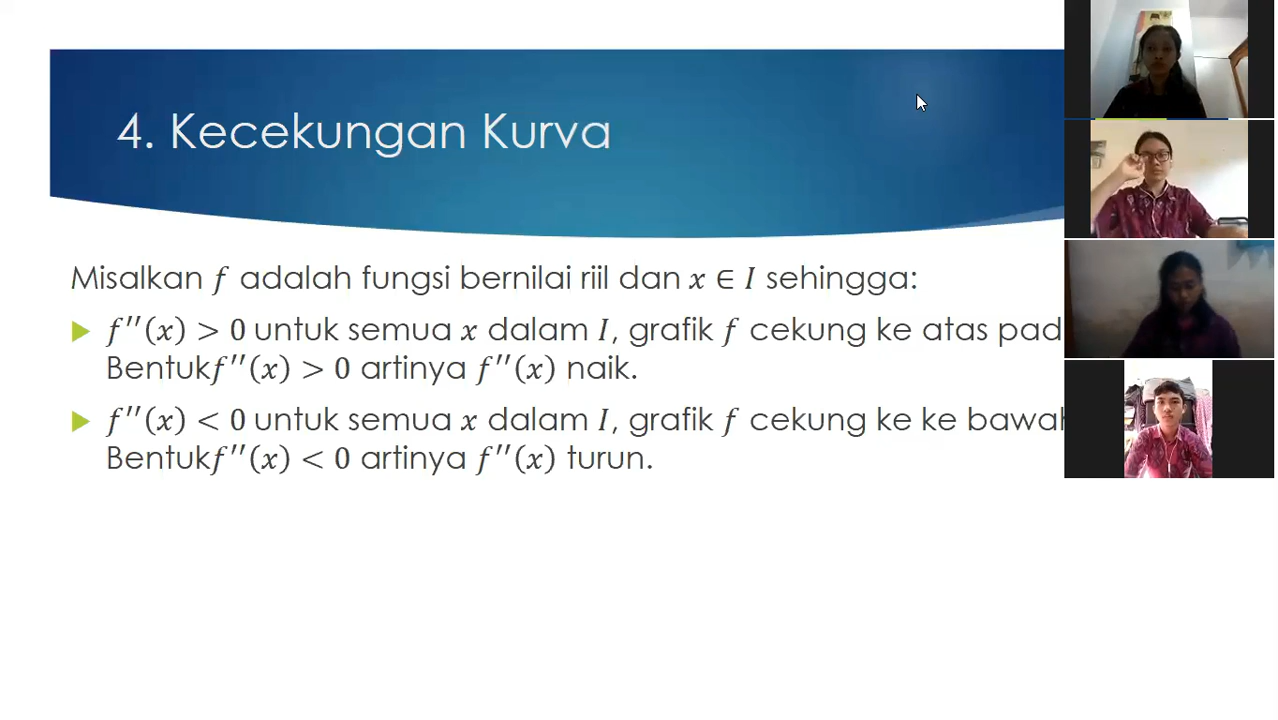 4. Kecekungan Kurva
Misalkan 𝑓 adalah fungsi bernilai riil dan 𝑥 ∈ 𝐼 sehingga:
𝑓′′(𝑥) > 0 untuk semua 𝑥 dalam 𝐼, grafik 𝑓 cekung ke atas pad
Bentuk𝑓′′(𝑥) > 0 artinya 𝑓′′(𝑥) naik.
𝑓′′(𝑥) < 0 untuk semua 𝑥 dalam 𝐼, grafik 𝑓 cekung ke ke bawah
Bentuk𝑓′′(𝑥) < 0 artinya 𝑓′′(𝑥) turun.